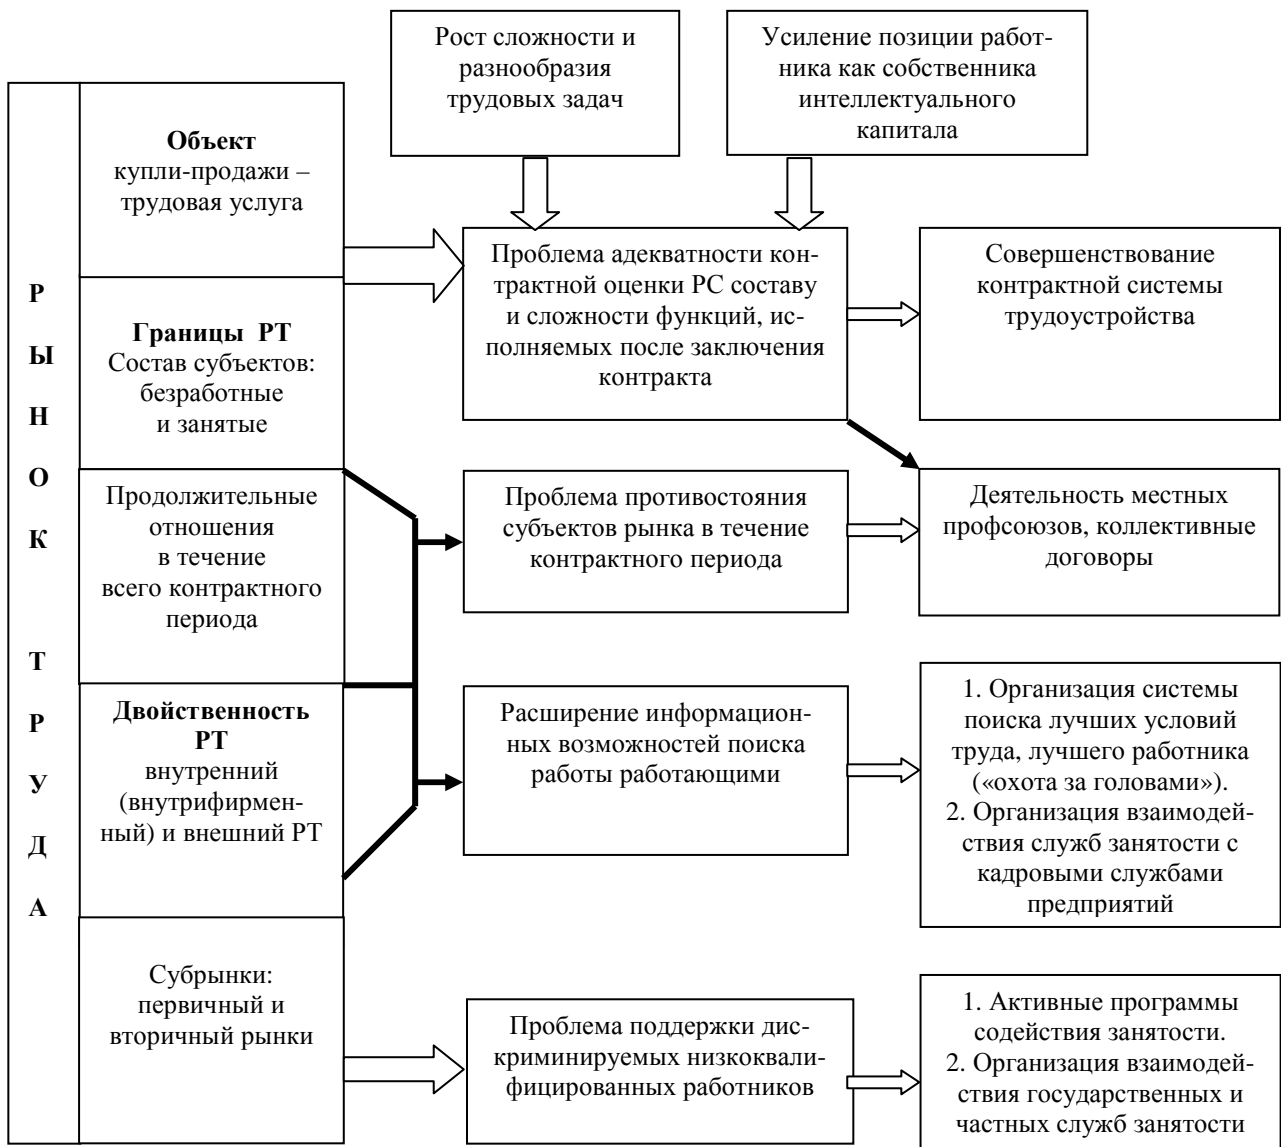 Рост сложности и
разнообразия
трудовых задач
Усиление позиции работ-
ника как собственника
интеллектуального
капитала
Р
Ы
Н
О
К
Т
Р
У
Д
А
Объект
купли-продажи –
трудовая услуга
Границы РТ
Состав субъектов:
безработные
и занятые
Продолжительные
отношения
в течение
всего контрактного
периода
Двойственность
РТ
внутренний
(внутрифирмен-
ный) и внешний РТ
Субрынки:
первичный и
вторичный рынки
Проблема адекватности кон-
трактной оценки РС составу
и сложности функций, ис-
полняемых после заключения
контракта
Совершенствование
контрактной системы
трудоустройства
Проблема противостояния
субъектов рынка в течение
контрактного периода
Деятельность местных
профсоюзов, коллективные
договоры
Расширение информацион-
ных возможностей поиска
работы работающими
1. Организация системы
поиска лучших условий
труда, лучшего работника
(«охота за головами»).
2. Организация взаимодей-
ствия служб занятости с
кадровыми службами
предприятий
Проблема поддержки дис-
криминируемых низкоквали-
фицированных работников
1. Активные программы
содействия занятости.
2. Организация взаимодей-
ствия государственных и
частных служб занятости